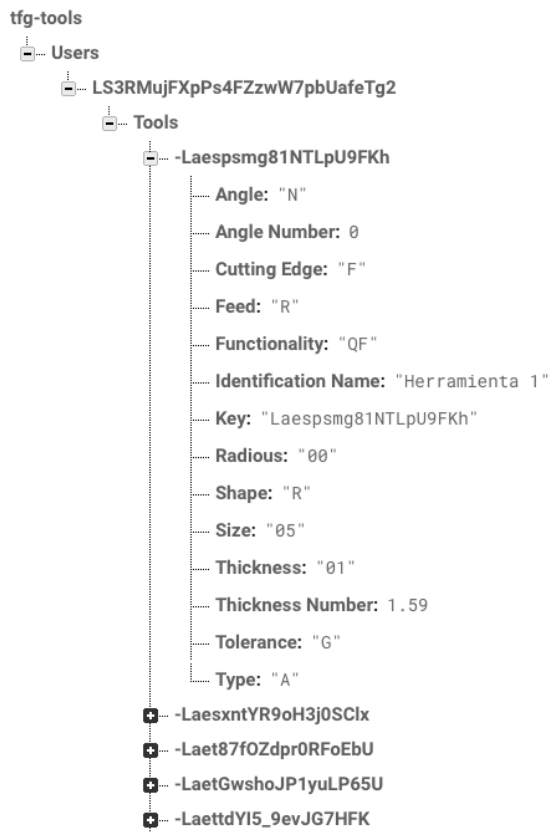 tfg-tools
Users
LS3RMujFXpPs4FZzwW7pbUafeTg2
Tools
-Laespsmg81NTLpU9FKh
Angle: "N"
Angle Number: 0
Cutting Edge: "F"
Feed: "R"
Functionality: "QF"
Identification Name: "Herramienta 1"
Key: "Laespsmg81NTLpU9FKh"
Radious: "00"
Shape: "R"
Size: "05"
Thickness: "01"
Thickness Number: 1.59
Tolerance: "G"
Type: "A"
-LaesxntYR9oH3j0SClx
-Laet87fOZdpr0RFoEbU
-LaetGwshoJP1yuLP65U
-LaettdYI5_9evJG7HFK